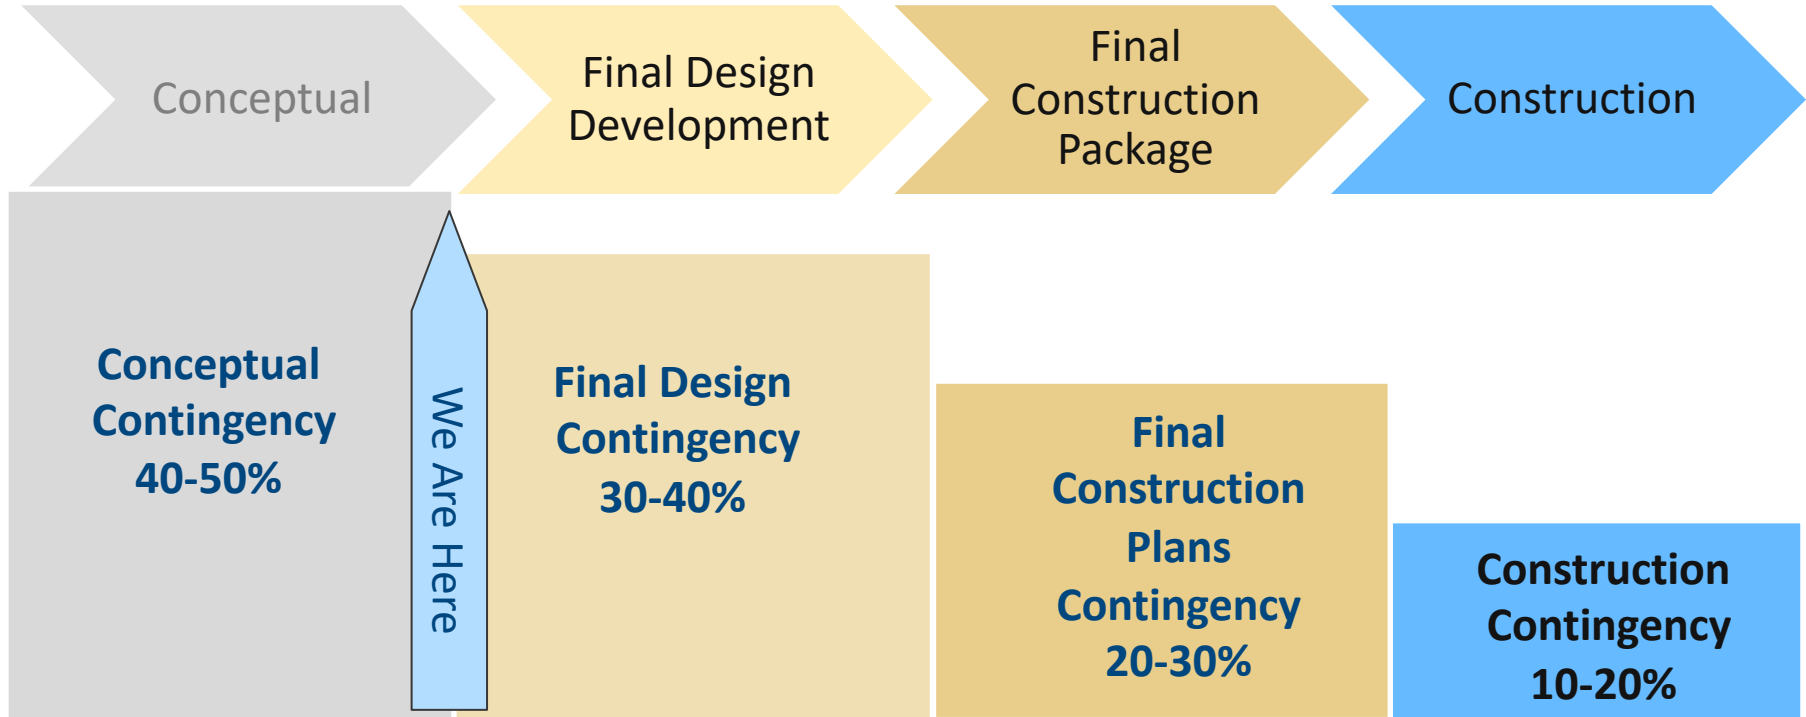 Conceptual
Final Design
Development
Final
Construction
Package
Construction
Conceptual
Contingency
40-50%
We Are Here
Final Design
Contingency
30-40%
Final
Construction
Plans
Contingency
20-30%
Construction
Contingency
10-20%